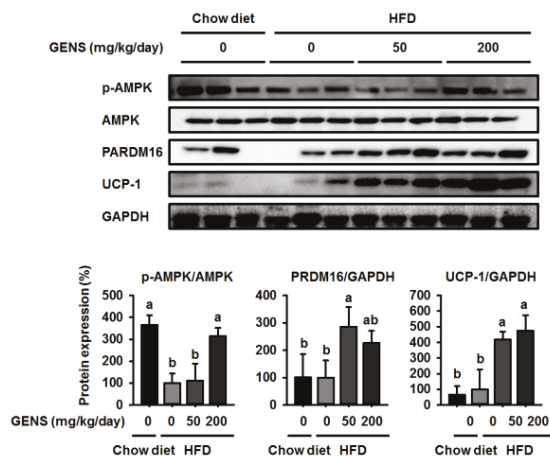 Chow diet HFD
GENS (mg/kg/day) 0 0 50 200
p-AMPK
AMPK
PARDM16
UCP-1
GAPDH
p-AMPK/AMPK PRDM16/GAPDH UCP-1/GAPDH
Protein expression (%)
500 400 300 200 100 0
a b b a
400 300 200 100 0
b b a ab
700 600 500 400 300 200 100 0
b b a a
GENS (mg/kg/day) 0 0 50 200 0 0 50 200 0 0 50 200
Chow diet HFD Chow diet HFD Chow diet HFD